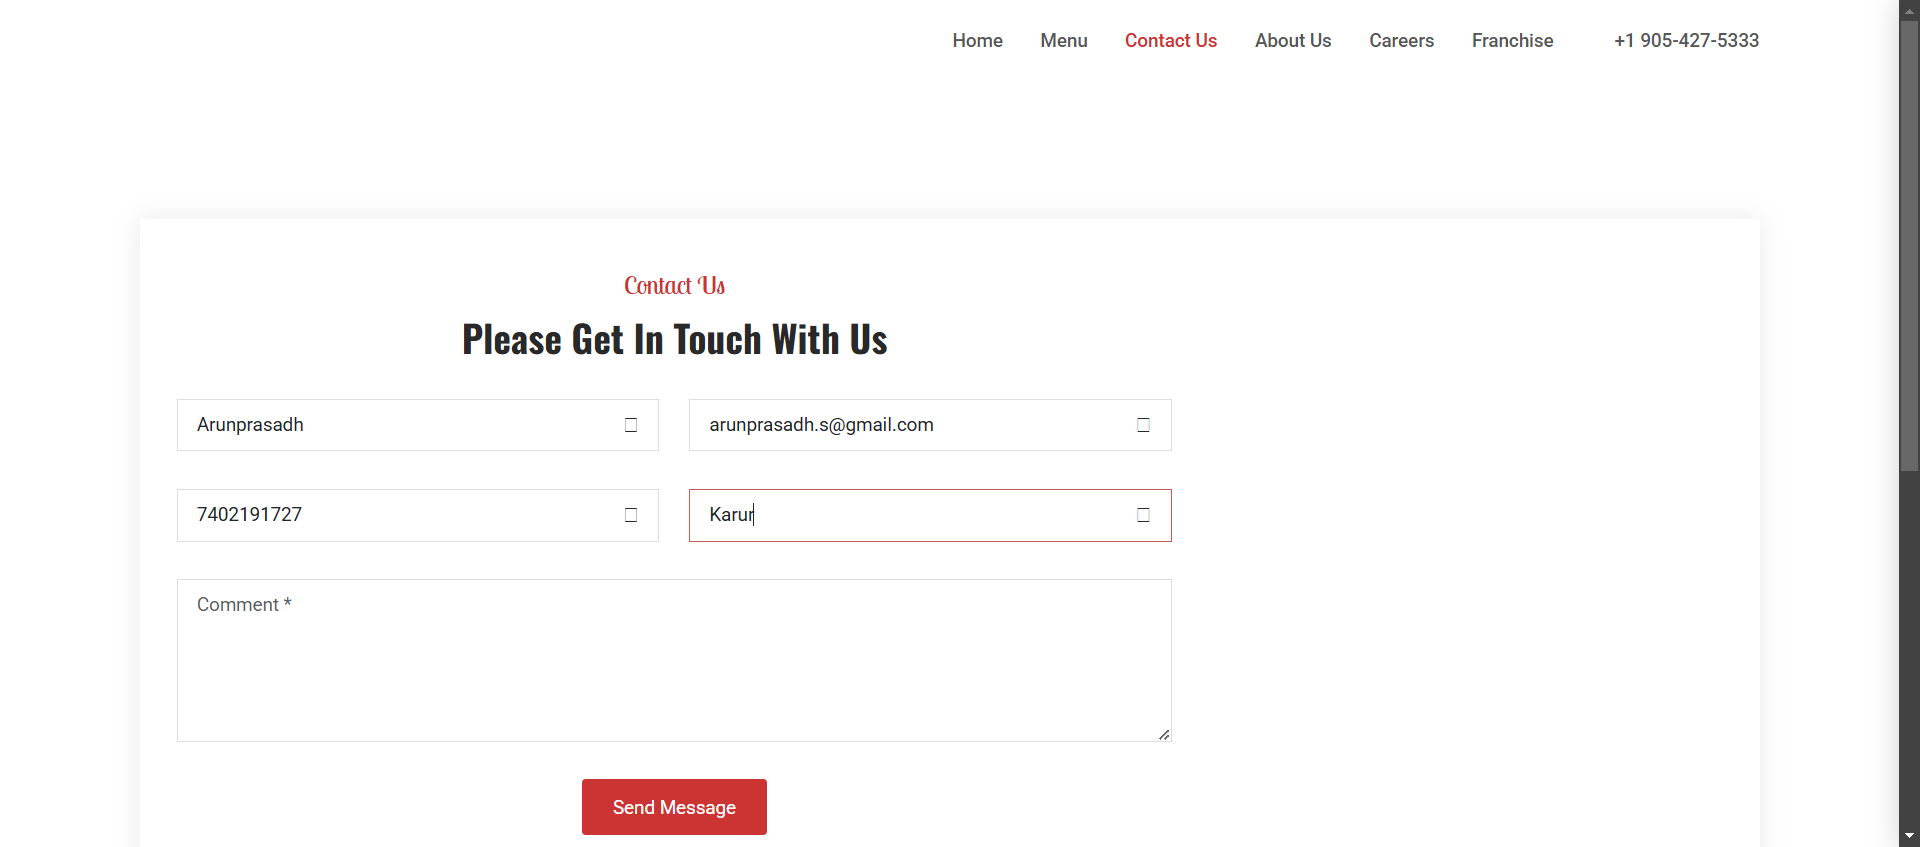 Home Menu Contact Us About Us Careers Franchise +1 905-427-5333
Contact Us
Please Get In Touch With Us
Arunprasadh
arunprasadh.s@gmail.com
7402191727
Karur
Comment *
Send Message